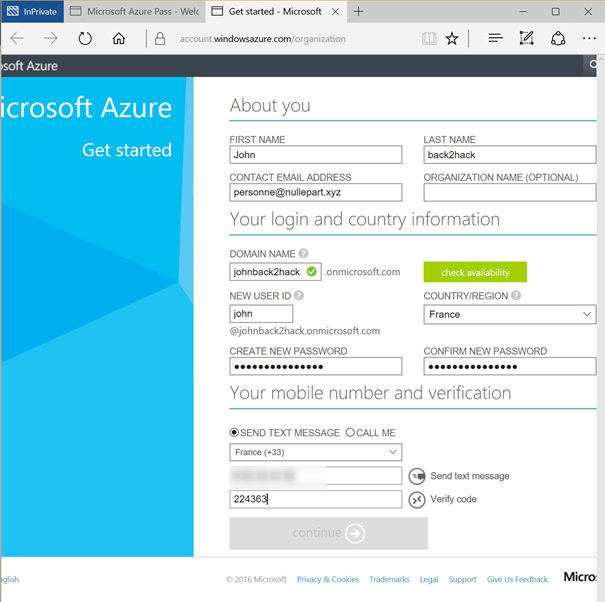 InPrivate
Microsoft Azure Pass - Welc
Get started - Microsoft
account.windowsazure.com/organization
osoft Azure
icrosoft Azure
Get started
About you
FIRST NAME LAST NAME
John back2hack
CONTACT EMAIL ADDRESS ORGANIZATION NAME (OPTIONAL)
personne@nullepart.xyz
Your login and country information
DOMAIN NAME ?
johnback2hack .onmicrosoft.com check availability
NEW USER ID ? COUNTRY/REGION ?
john France
@johnback2hack.onmicrosoft.com
CREATE NEW PASSWORD CONFIRM NEW PASSWORD
Your mobile number and verification
SEND TEXT MESSAGE CALL ME
France (+33)
Send text message
224363 Verify code
continue
nglish © 2016 Microsoft Privacy & Cookies Trademarks Legal Support Give Us Feedback Micros